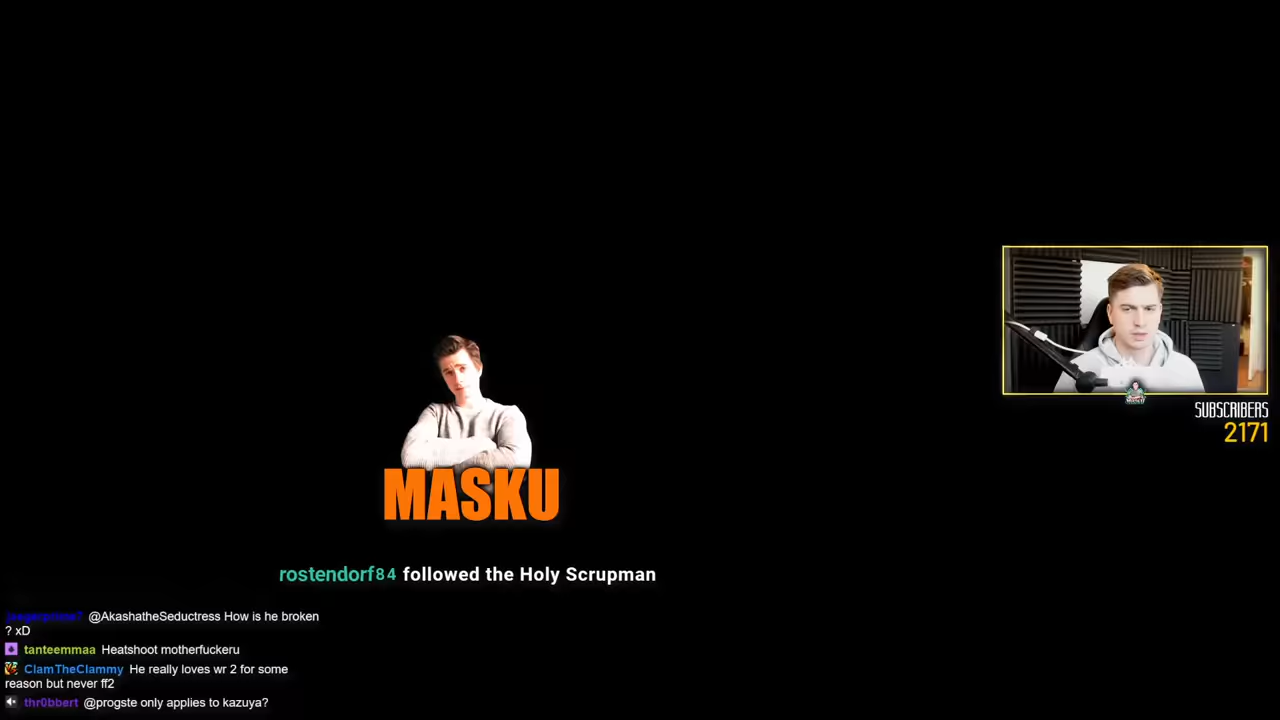 SUBSCRIBERS
2171
MASKU
rostendorf84 followed the Holy Scrupman
@AkashatheSeductress How is he broken
? xD
tanteemmaa Heatshoot motherfuckeru
ClamTheClammy He really loves wr 2 for some
reason but never ff2
thr0bbert @progste only applies to kazuya?